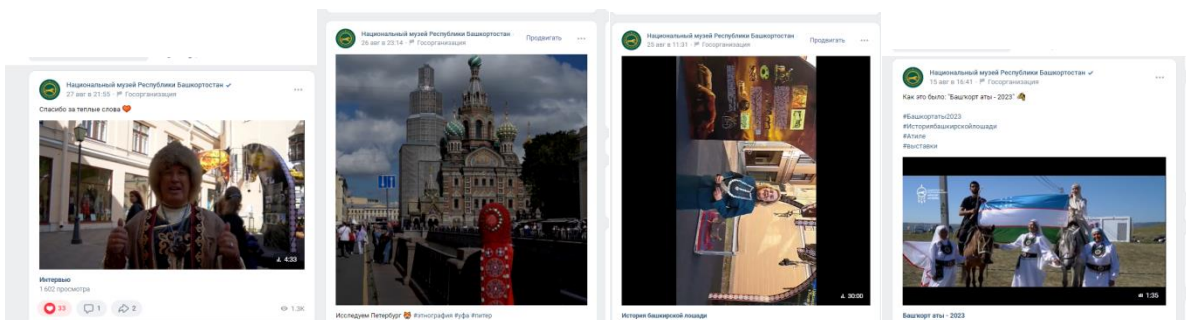 Национальный музей Республики Башкортостан
27 авг в 21:55 · Госорганизация
Спасибо за теплые слова
4:33
Интервью
1 602 просмотра
33
1
2
1.3K
Национальный музей Республики Башкортостан
26 авг в 23:14 · Госорганизация
Продвигать
Исследуем Петербург #этнография #уфа #питер
Национальный музей Республики Башкортостан
25 авг в 11:31 · Госорганизация
Продвигать
30:00
История башкирской лошади
Национальный музей Республики Башкортостан
15 авг в 16:41 · Госорганизация
Как это было: "Башҡорт аты - 2023"
#Башкортаты2023
#Историябашкирскойлошади
#Атиле
#выставки
1:35
Башҡорт аты - 2023